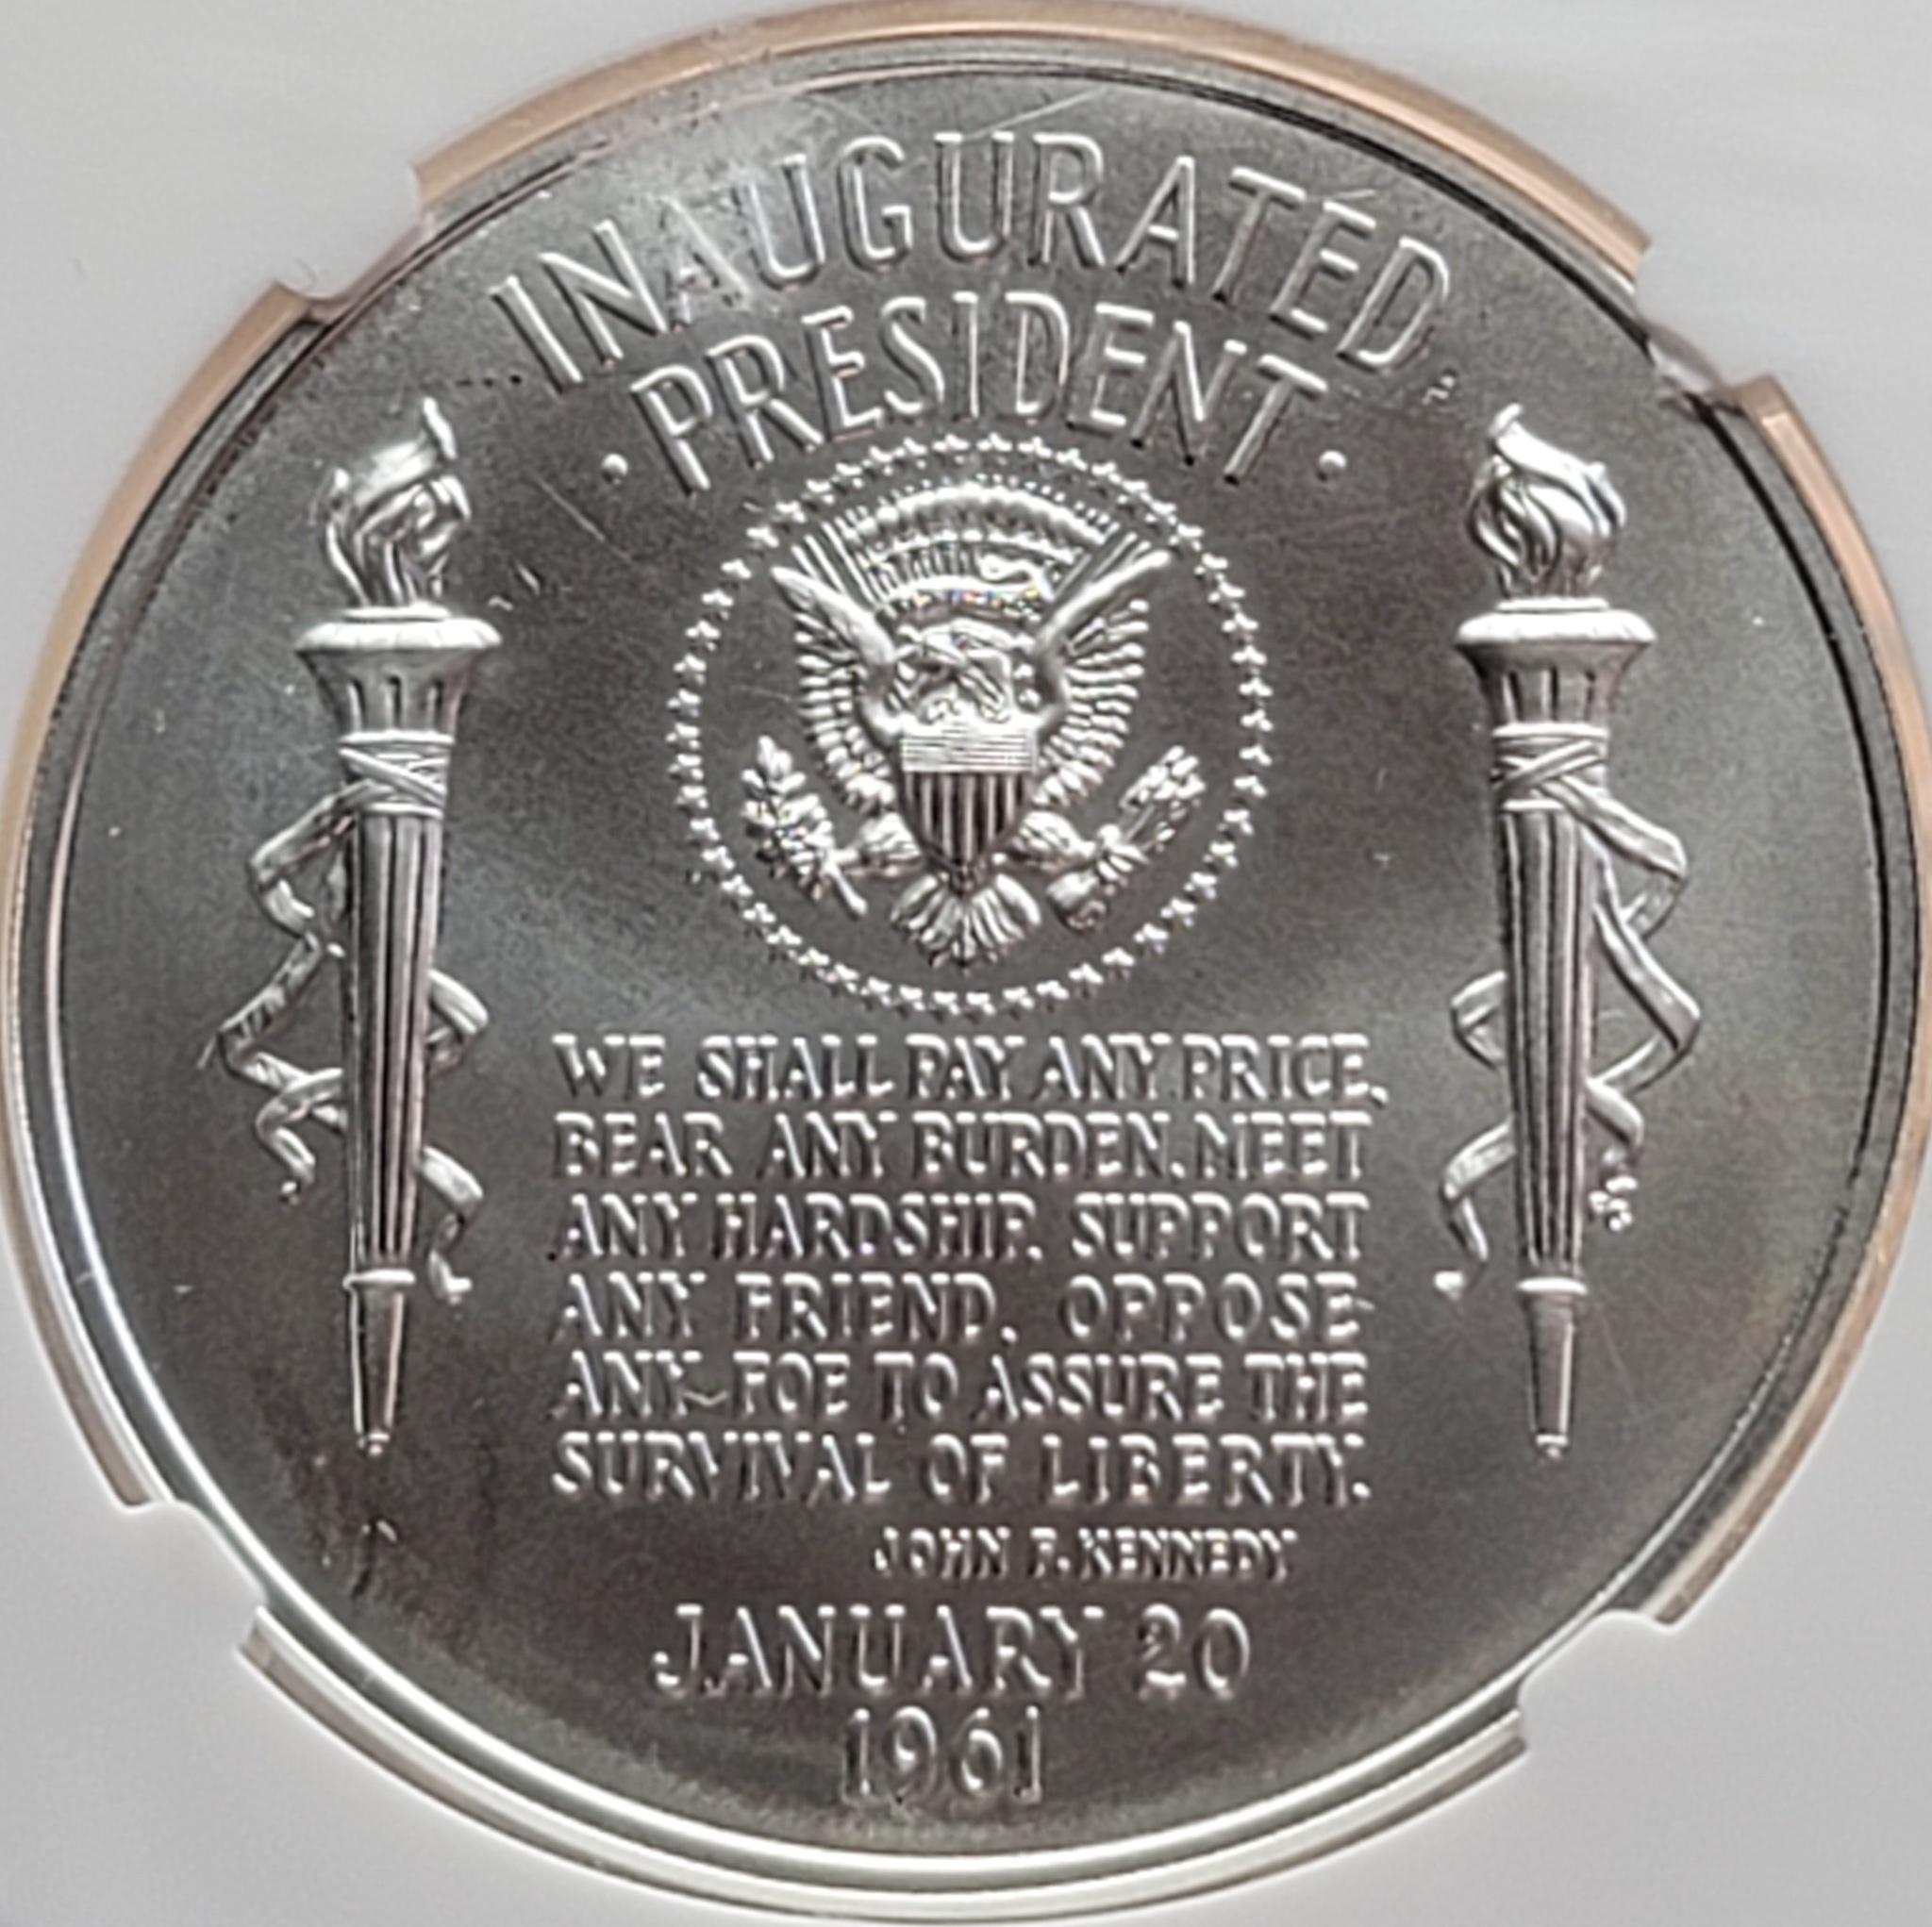 INAUGURATED
• PRESIDENT •
WE SHALL PAY ANY PRICE,
BEAR ANY BURDEN, MEET
ANY HARDSHIP, SUPPORT
ANY FRIEND, OPPOSE
ANY FOE TO ASSURE THE
SURVIVAL OF LIBERTY.
JOHN F. KENNEDY
JANUARY 20
1961